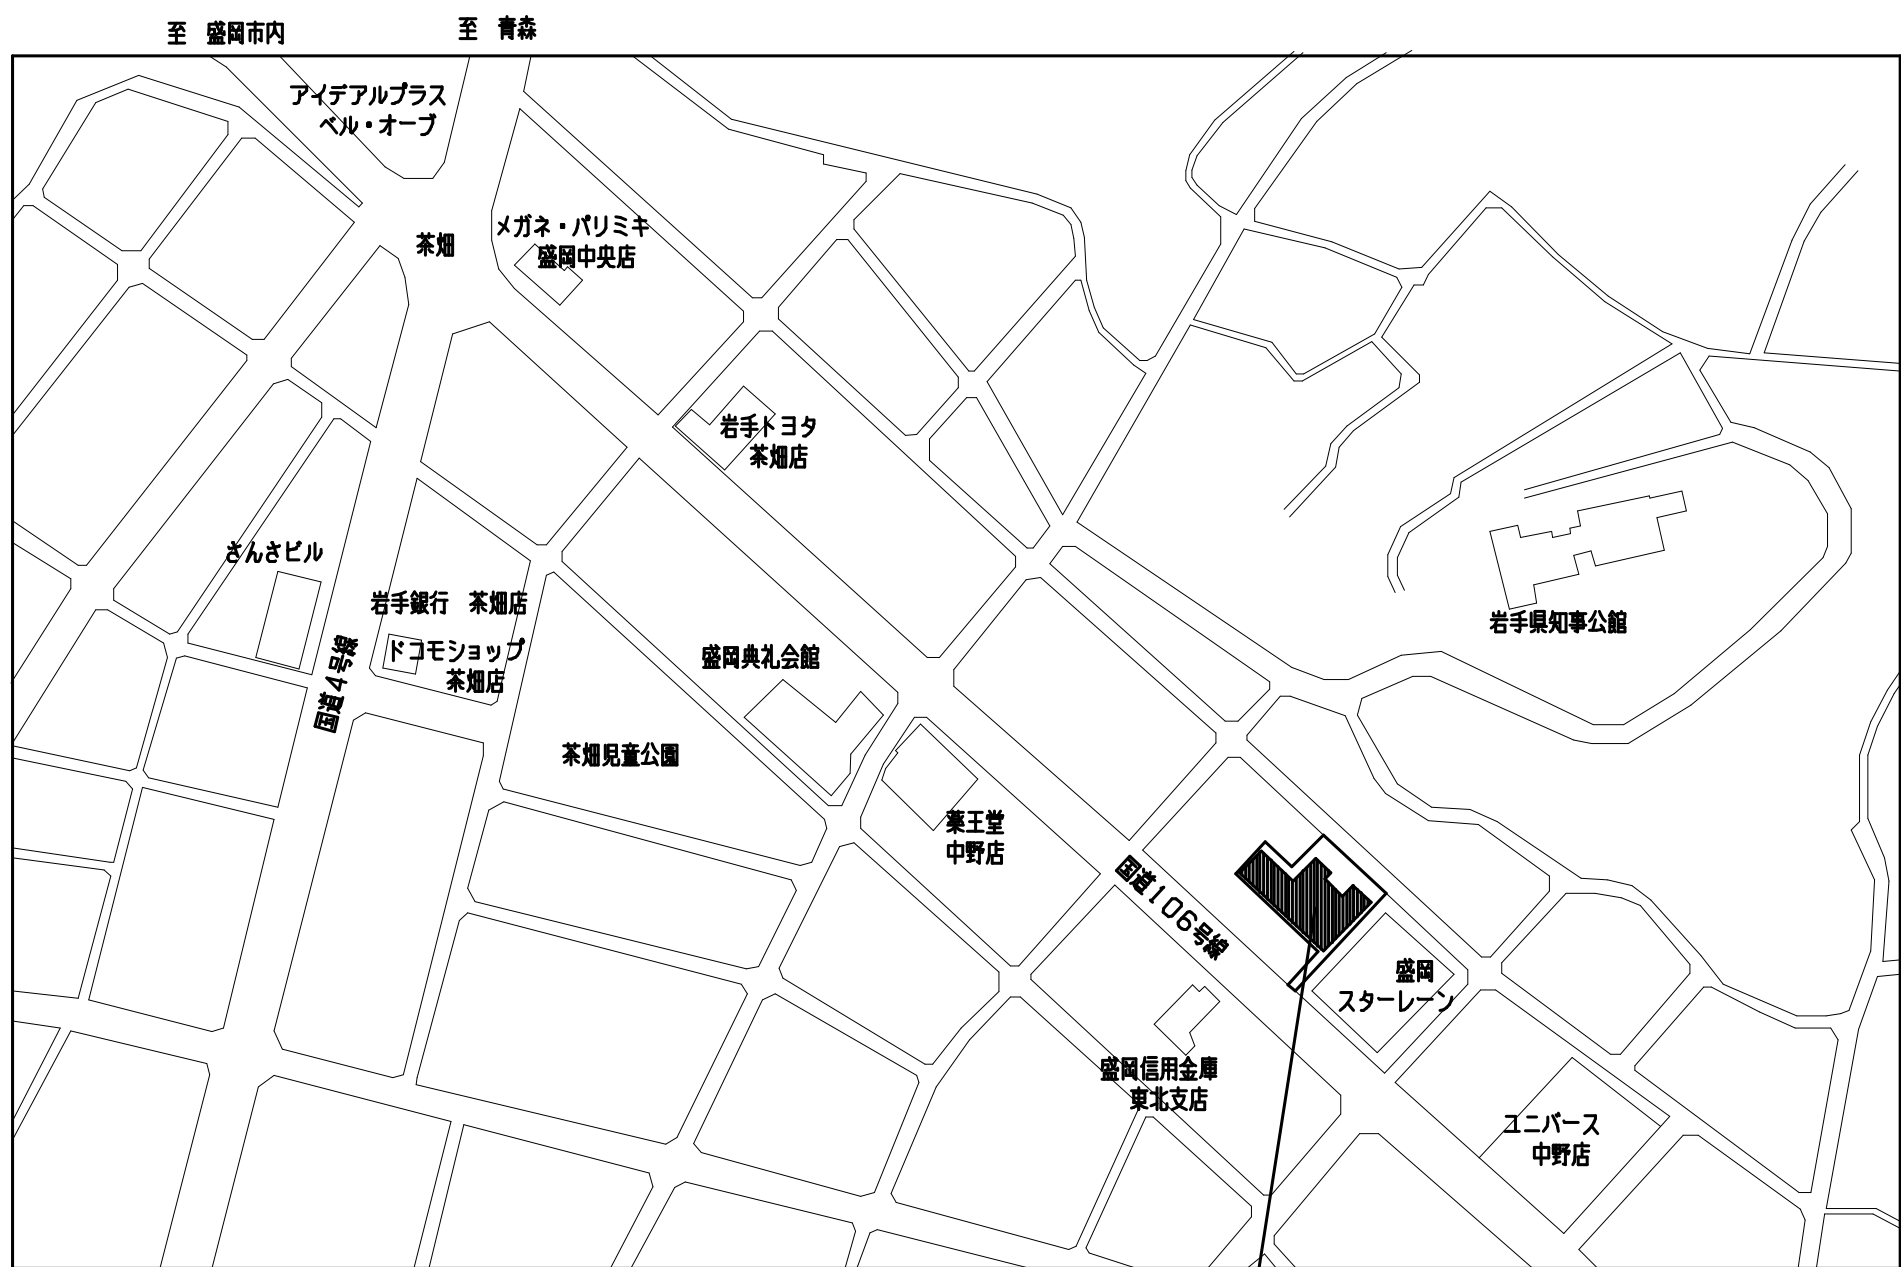 至　盛岡市内
至　青森
アイデアルプラス
ベル・オーブ
茶畑
メガネ・パリミキ
盛岡中央店
岩手トヨタ
茶畑店
さんさビル
岩手銀行　茶畑店
ドコモショップ
茶畑店
国道4号線
盛岡典礼会館
岩手県知事公館
茶畑児童公園
薬王堂
中野店
国道106号線
盛岡
スターレーン
盛岡信用金庫
東北支店
ユニバース
中野店